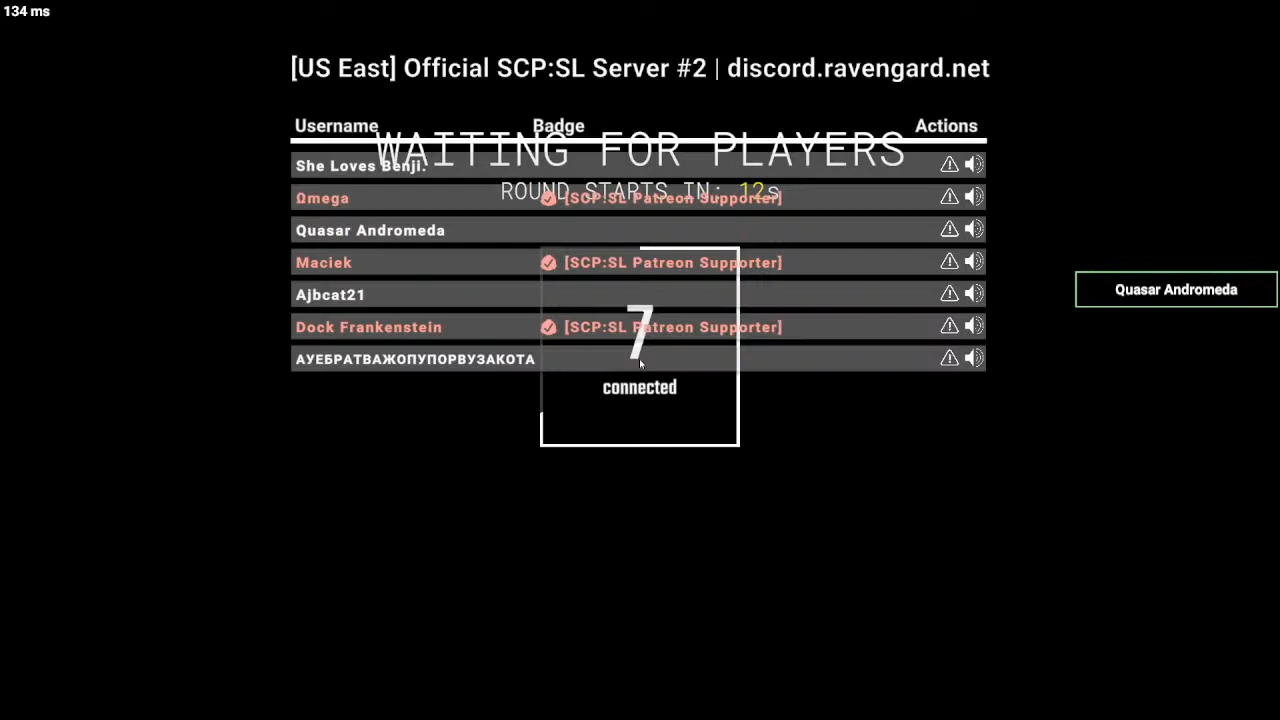 134 ms
[US East] Official SCP:SL Server #2 | discord.ravengard.net
Username Badge Actions
WAITING FOR PLAYERS
She Loves Benji.
ROUND STARTS IN: 12s
Ωmega [SCP:SL Patreon Supporter]
Quasar Andromeda
Maciek [SCP:SL Patreon Supporter]
Quasar Andromeda
Ajbcat21
Dock Frankenstein [SCP:SL Patreon Supporter]
7
АУЕБРАТВАЖОПУПОРВУЗАКОТА
connected